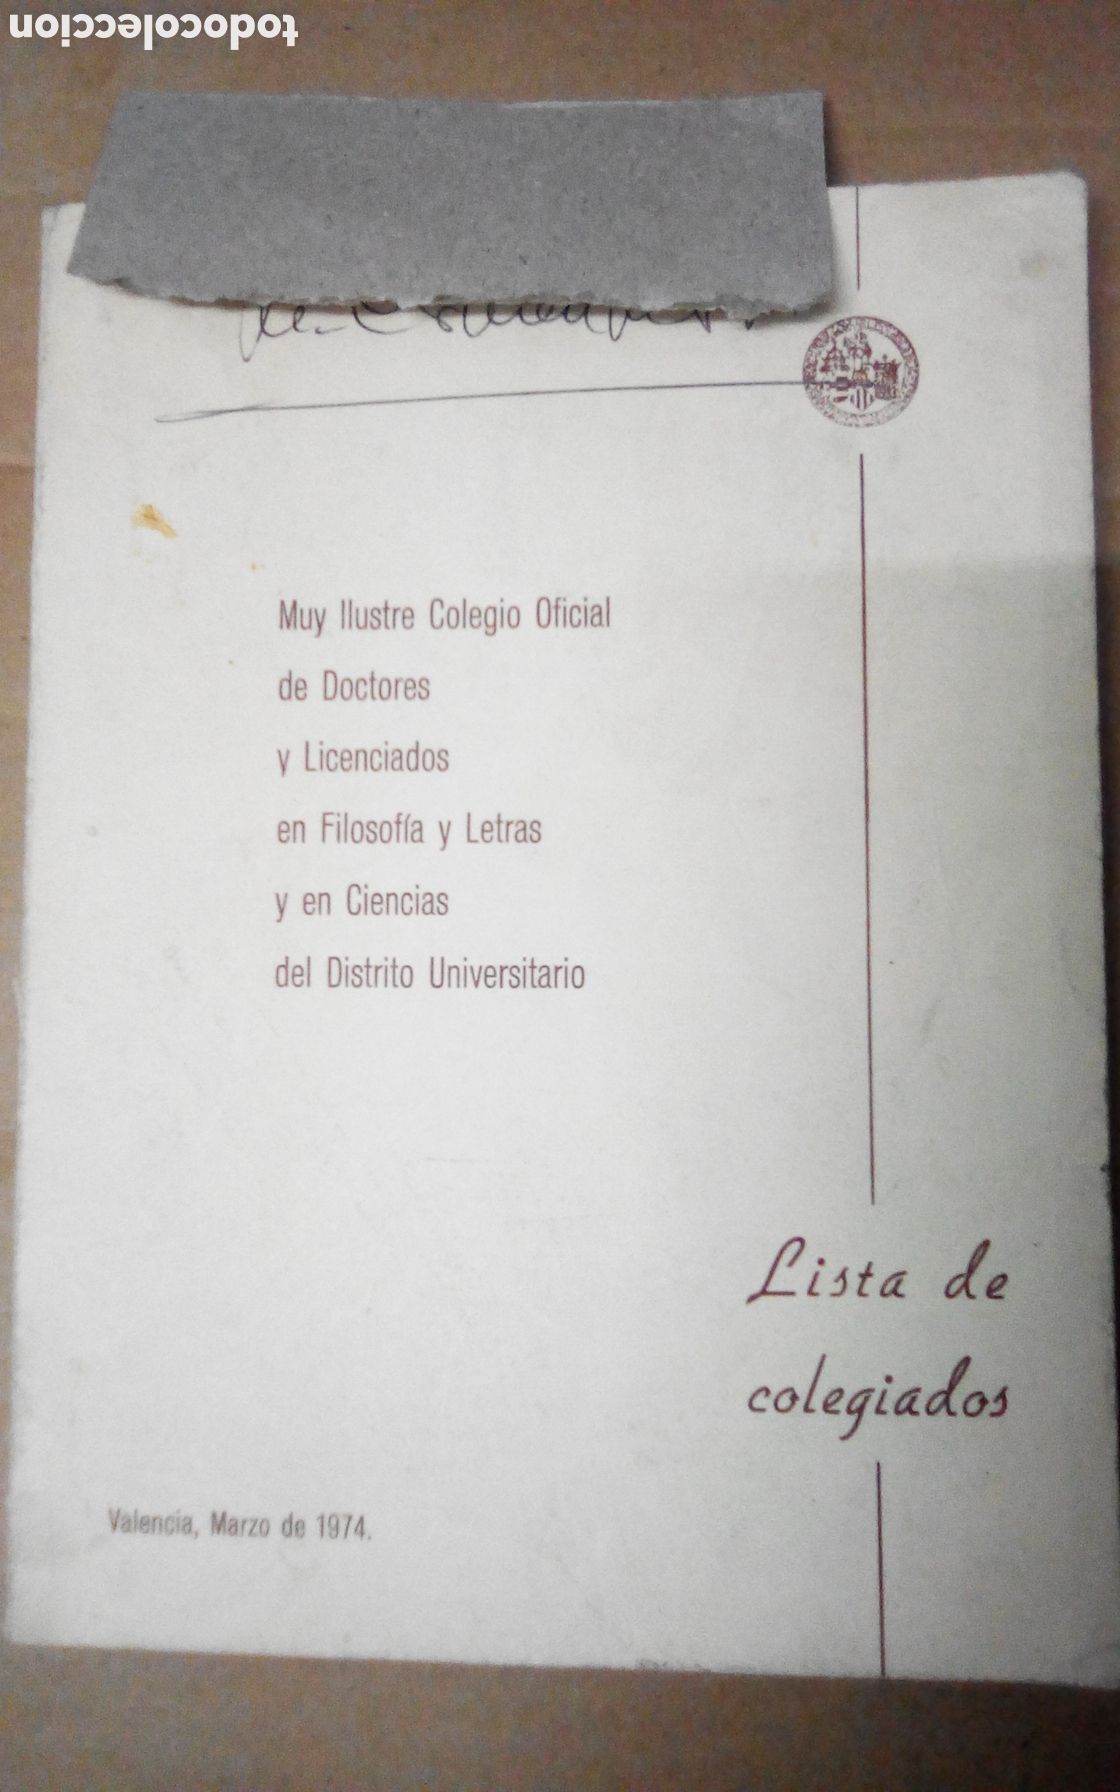 todocoleccion
Muy Ilustre Colegio Oficial
de Doctores
y Licenciados
en Filosofía y Letras
y en Ciencias
del Distrito Universitario
Lista de
colegiados
Valencia, Marzo de 1974.